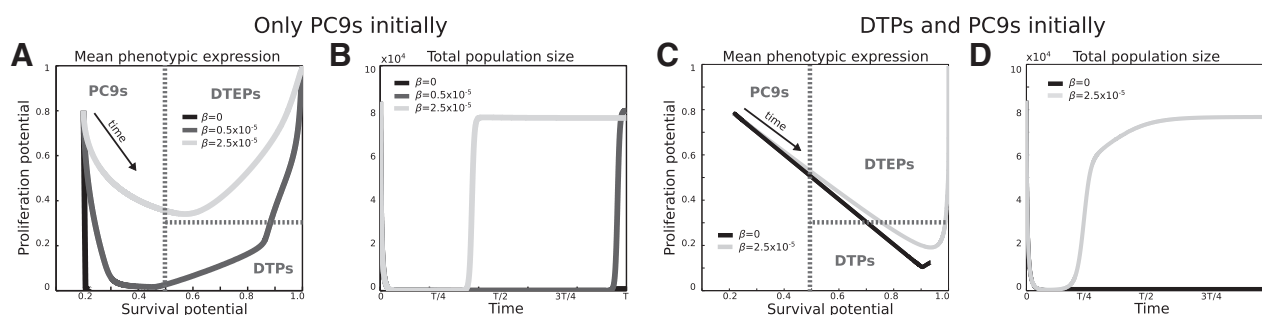 Only PC9s initially
DTPs and PC9s initially
A
Mean phenotypic expression
Proliferation potential
1
0.8
0.6
0.4
0.2
0
PC9s
time
DTEPs
β=0
β=0.5x10-5
β=2.5x10-5
DTPs
0.2
0.4
0.6
0.8
1.0
Survival potential
B
Total population size
x10⁴
10
8
6
4
2
0
β=0
β=0.5x10-5
β=2.5x10-5
0
T/4
T/2
3T/4
T
Time
C
Mean phenotypic expression
Proliferation potential
1
0.8
0.6
0.4
0.2
0
PC9s
time
DTEPs
β=0
β=2.5x10-5
DTPs
0.2
0.4
0.6
0.8
1.0
Survival potential
D
Total population size
x10⁴
10
8
6
4
2
0
β=0
β=2.5x10-5
0
T/4
T/2
3T/4
Time